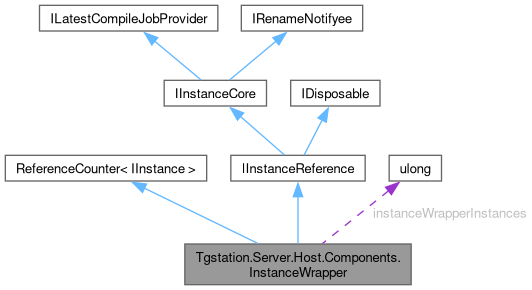 ILatestCompileJobProvider
IRenameNotifyee
IInstanceCore
IDisposable
ReferenceCounter< IInstance >
IInstanceReference
ulong
instanceWrapperInstances
Tgstation.Server.Host.Components.
InstanceWrapper